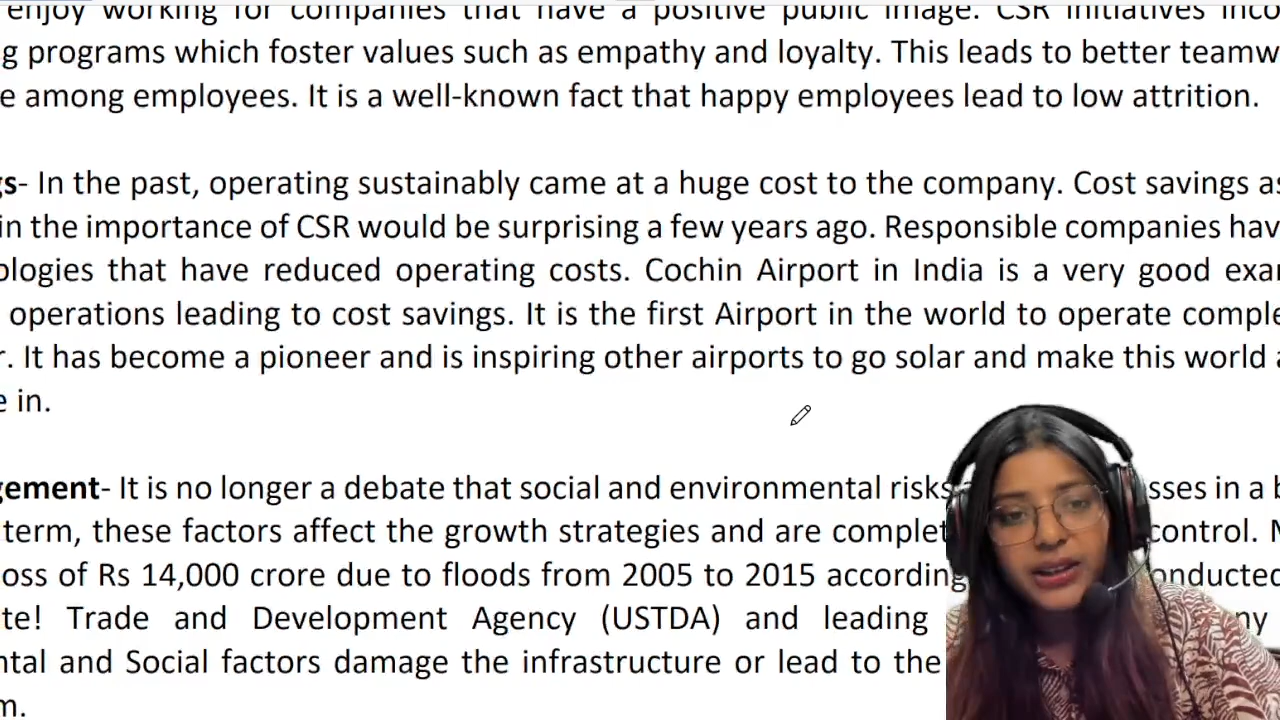 enjoy working for companies that have a positive public image. CSR initiatives inco
g programs which foster values such as empathy and loyalty. This leads to better teamw
e among employees. It is a well-known fact that happy employees lead to low attrition.
gs- In the past, operating sustainably came at a huge cost to the company. Cost savings as
in the importance of CSR would be surprising a few years ago. Responsible companies hav
ologies that have reduced operating costs. Cochin Airport in India is a very good exam
operations leading to cost savings. It is the first Airport in the world to operate comple
r. It has become a pioneer and is inspiring other airports to go solar and make this world a
e in.
gement- It is no longer a debate that social and environmental risks sses in a b
term, these factors affect the growth strategies and are complet control. M
oss of Rs 14,000 crore due to floods from 2005 to 2015 according onducted
te! Trade and Development Agency (USTDA) and leading ny
ntal and Social factors damage the infrastructure or lead to the
m.